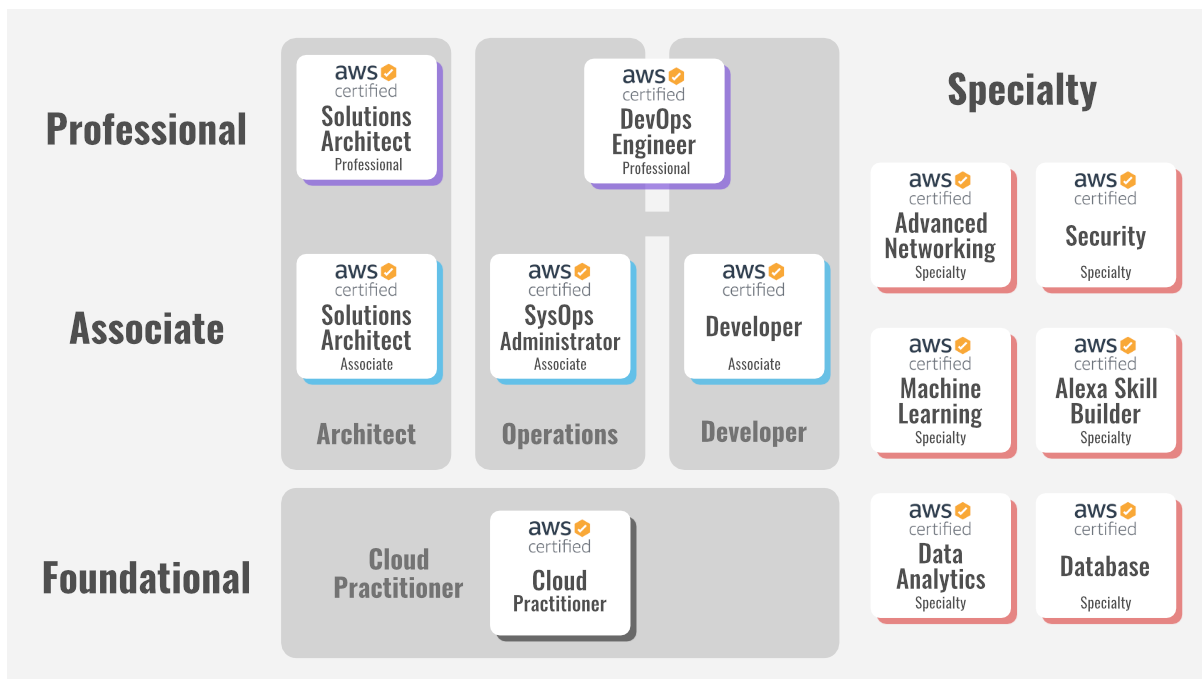 Professional
aws
certified
Solutions
Architect
Professional
aws
certified
DevOps
Engineer
Professional
Associate
aws
certified
Solutions
Architect
Associate
aws
certified
SysOps
Administrator
Associate
aws
certified
Developer
Associate
Architect
Operations
Developer
Foundational
Cloud
Practitioner
aws
certified
Cloud
Practitioner
Specialty
aws
certified
Advanced
Networking
Specialty
aws
certified
Security
Specialty
aws
certified
Machine
Learning
Specialty
aws
certified
Alexa Skill
Builder
Specialty
aws
certified
Data
Analytics
Specialty
aws
certified
Database
Specialty